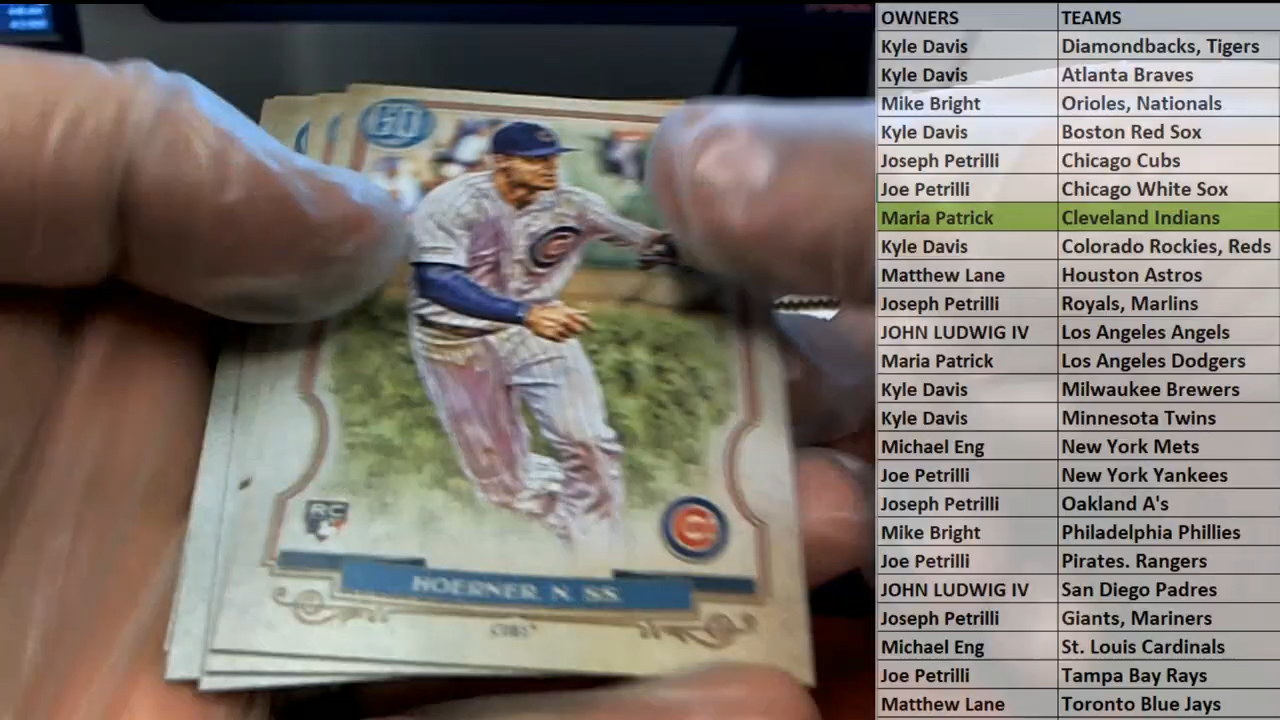 GQ
RC
C
HOERNER, N. SS.
CUBS
OWNERS TEAMS
Kyle Davis Diamondbacks, Tigers
Kyle Davis Atlanta Braves
Mike Bright Orioles, Nationals
Kyle Davis Boston Red Sox
Joseph Petrilli Chicago Cubs
Joe Petrilli Chicago White Sox
Maria Patrick Cleveland Indians
Kyle Davis Colorado Rockies, Reds
Matthew Lane Houston Astros
Joseph Petrilli Royals, Marlins
JOHN LUDWIG IV Los Angeles Angels
Maria Patrick Los Angeles Dodgers
Kyle Davis Milwaukee Brewers
Kyle Davis Minnesota Twins
Michael Eng New York Mets
Joe Petrilli New York Yankees
Joseph Petrilli Oakland A's
Mike Bright Philadelphia Phillies
Joe Petrilli Pirates. Rangers
JOHN LUDWIG IV San Diego Padres
Joseph Petrilli Giants, Mariners
Michael Eng St. Louis Cardinals
Joe Petrilli Tampa Bay Rays
Matthew Lane Toronto Blue Jays